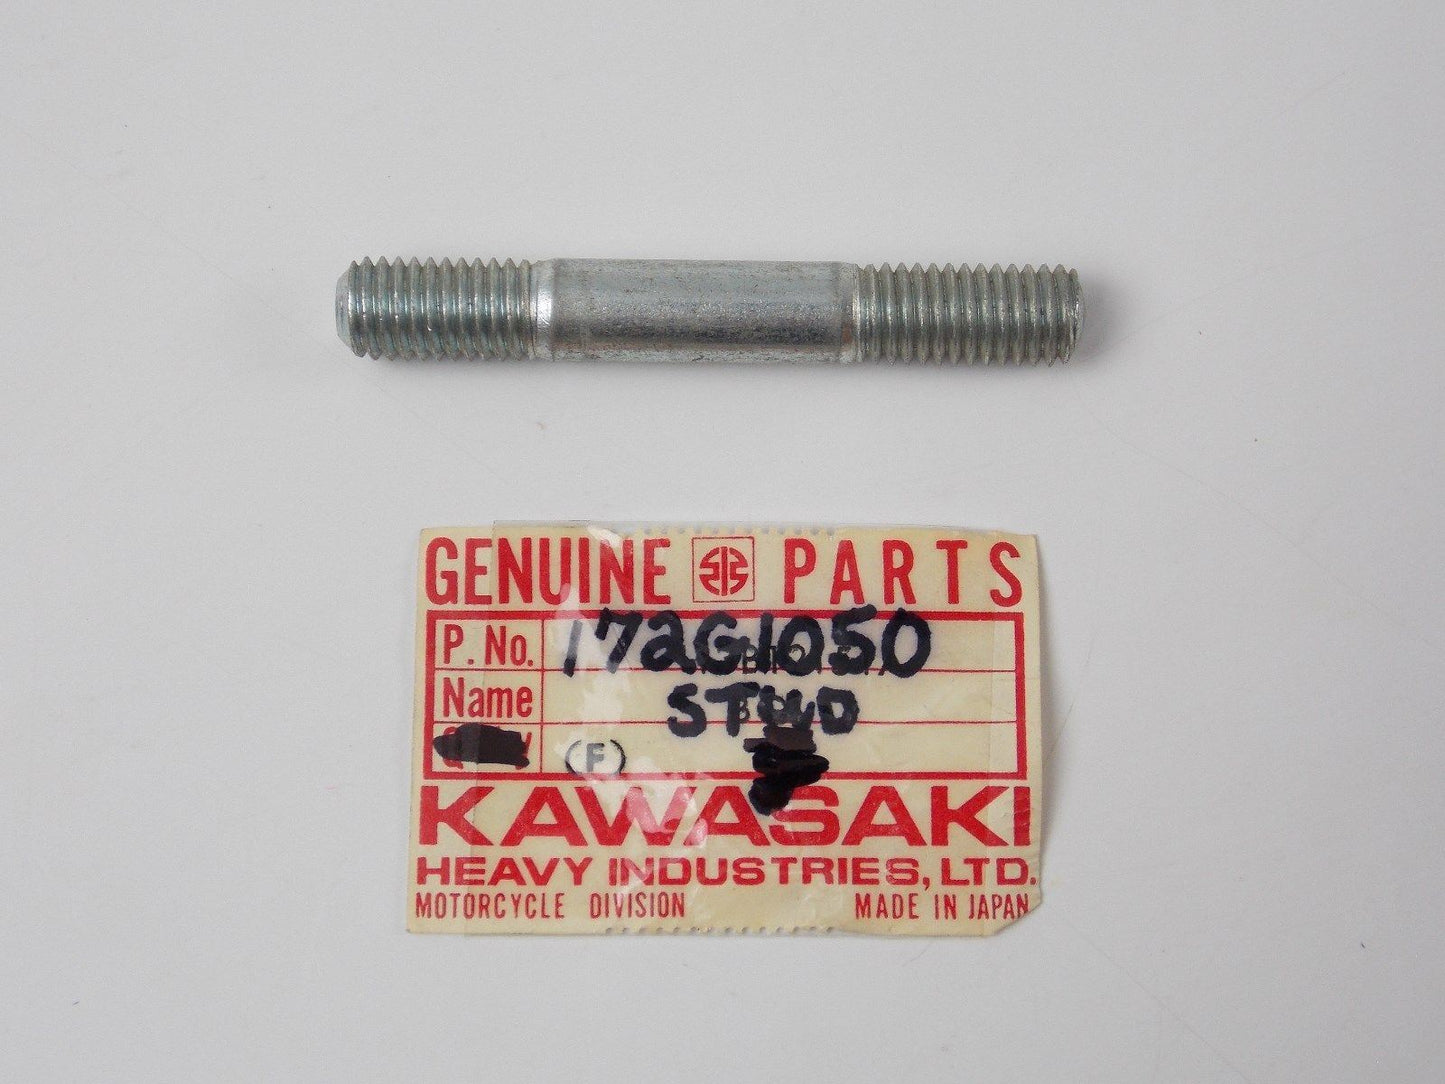 GENUINE PARTS
P. No. 172G1050
Name STUD
(F)
KAWASAKI
HEAVY INDUSTRIES, LTD.
MOTORCYCLE DIVISION MADE IN JAPAN